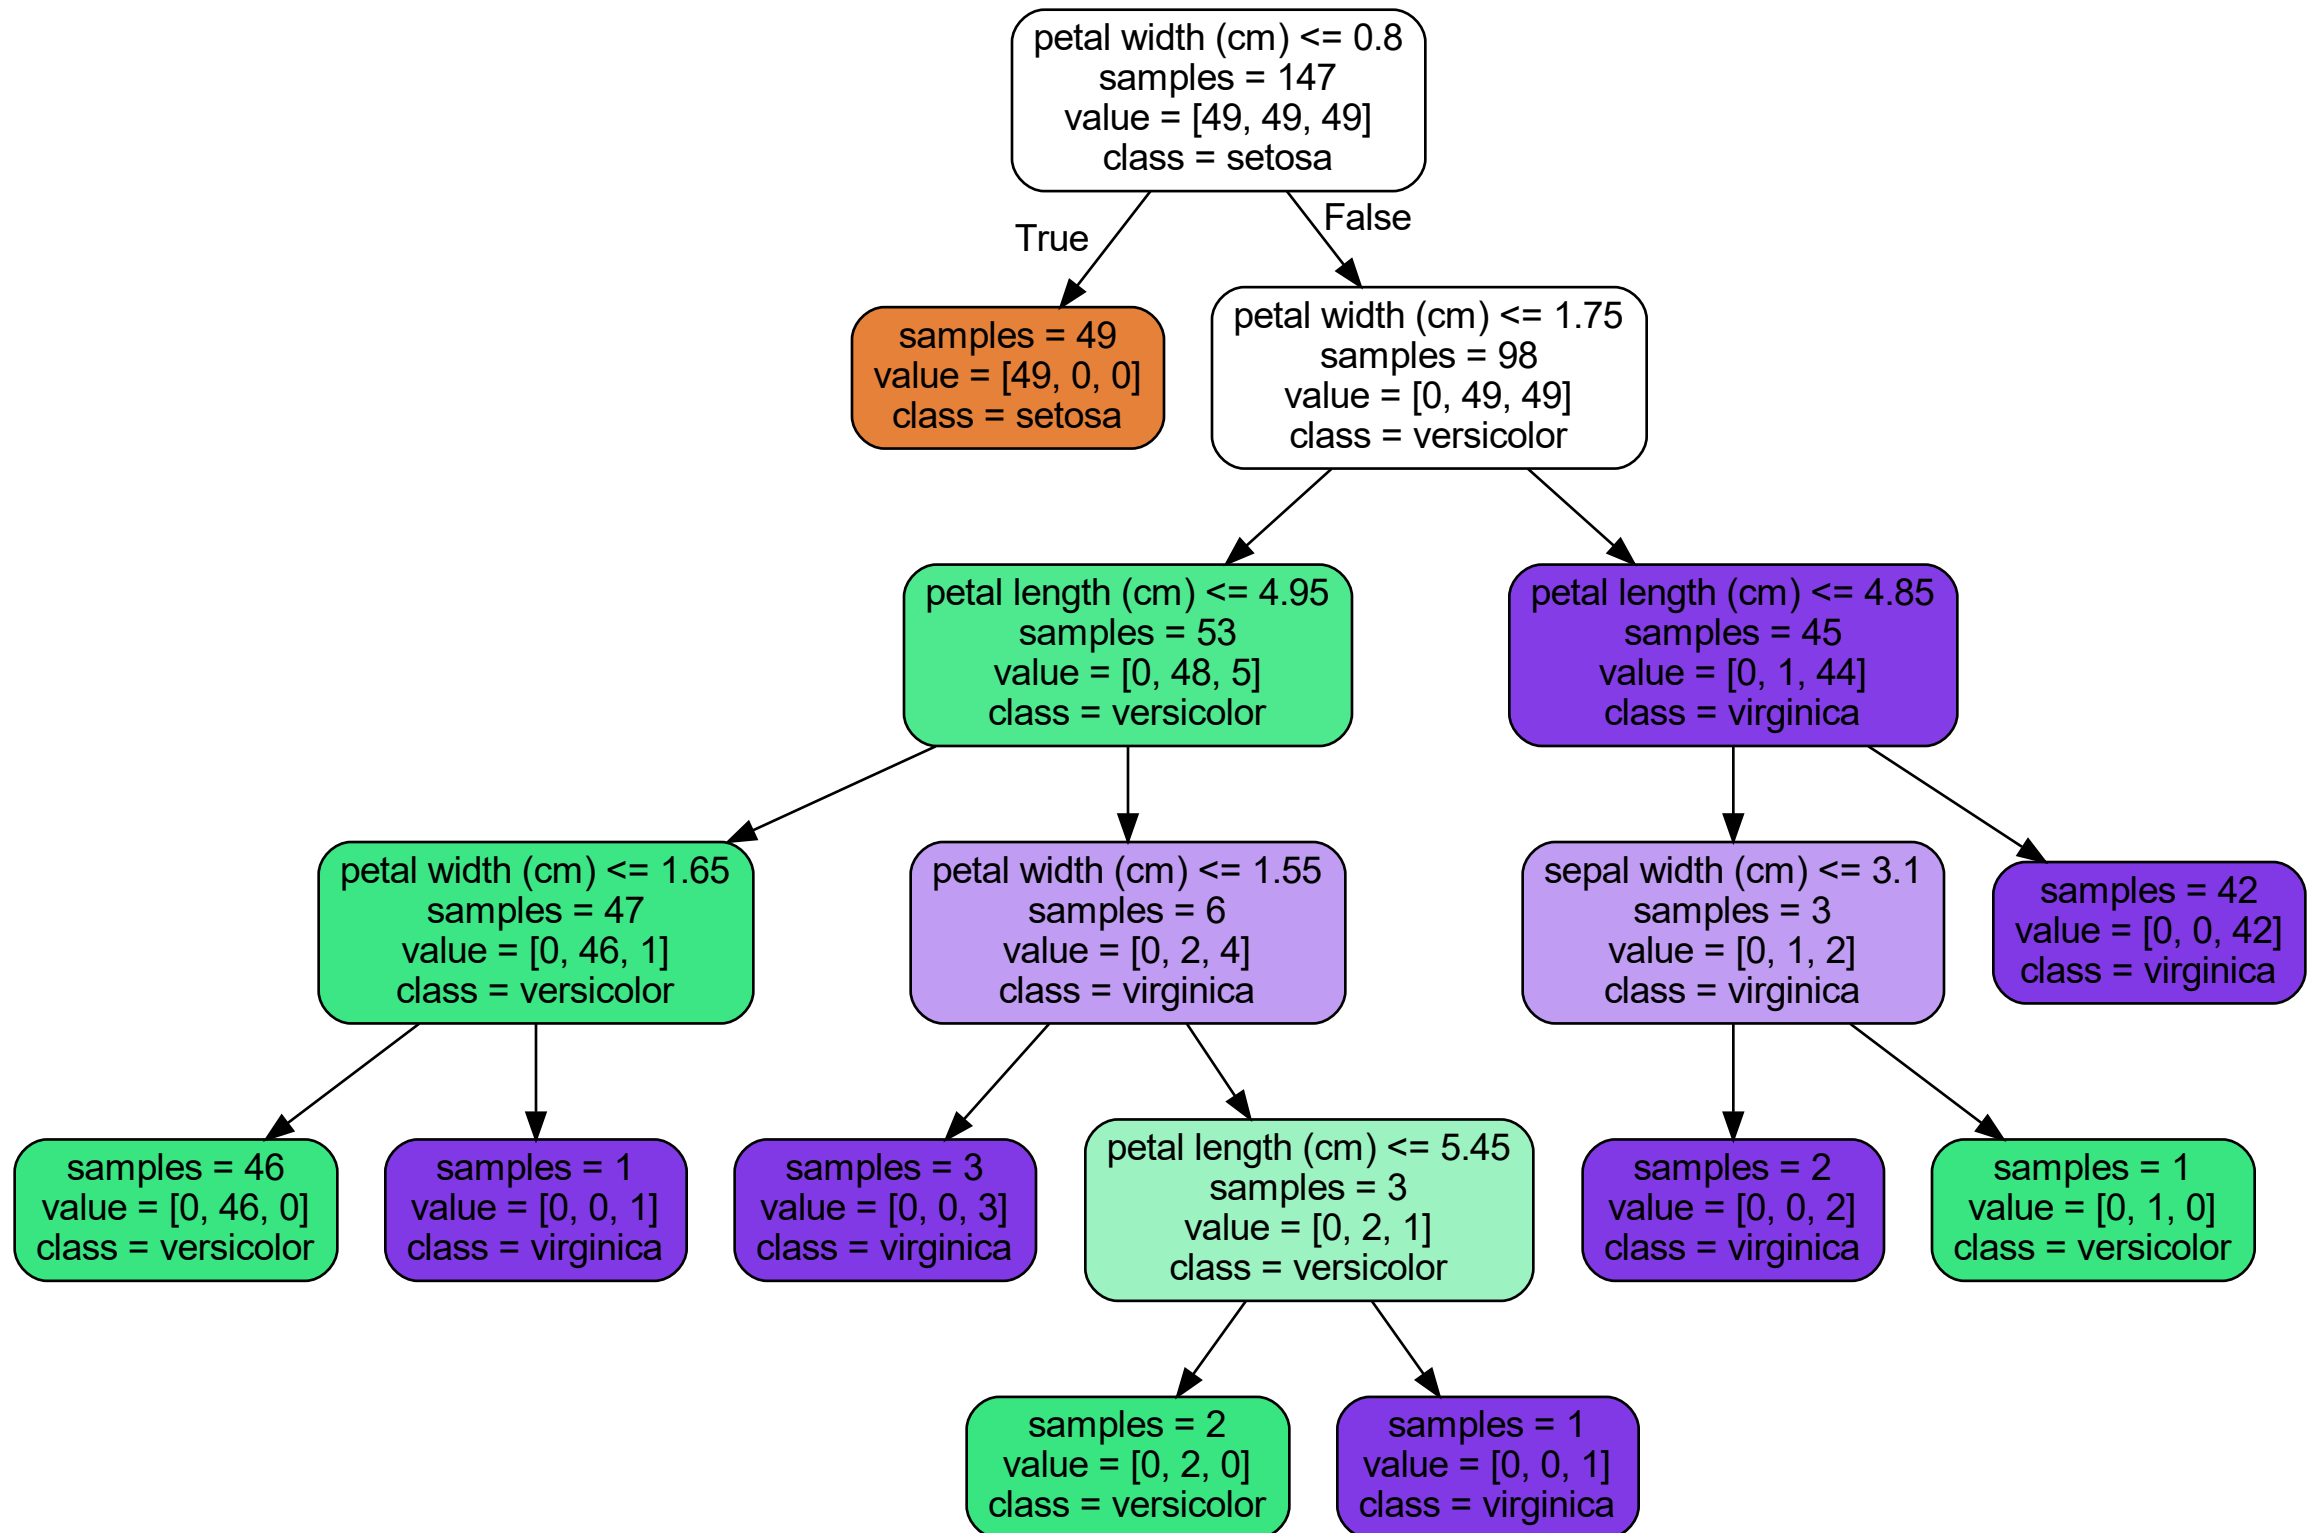 petal width (cm) <= 0.8
samples = 147
value = [49, 49, 49]
class = setosa
True
False
samples = 49
value = [49, 0, 0]
class = setosa
petal width (cm) <= 1.75
samples = 98
value = [0, 49, 49]
class = versicolor
petal length (cm) <= 4.95
samples = 53
value = [0, 48, 5]
class = versicolor
petal length (cm) <= 4.85
samples = 45
value = [0, 1, 44]
class = virginica
petal width (cm) <= 1.65
samples = 47
value = [0, 46, 1]
class = versicolor
petal width (cm) <= 1.55
samples = 6
value = [0, 2, 4]
class = virginica
sepal width (cm) <= 3.1
samples = 3
value = [0, 1, 2]
class = virginica
samples = 42
value = [0, 0, 42]
class = virginica
samples = 46
value = [0, 46, 0]
class = versicolor
samples = 1
value = [0, 0, 1]
class = virginica
samples = 3
value = [0, 0, 3]
class = virginica
petal length (cm) <= 5.45
samples = 3
value = [0, 2, 1]
class = versicolor
samples = 2
value = [0, 0, 2]
class = virginica
samples = 1
value = [0, 1, 0]
class = versicolor
samples = 2
value = [0, 2, 0]
class = versicolor
samples = 1
value = [0, 0, 1]
class = virginica